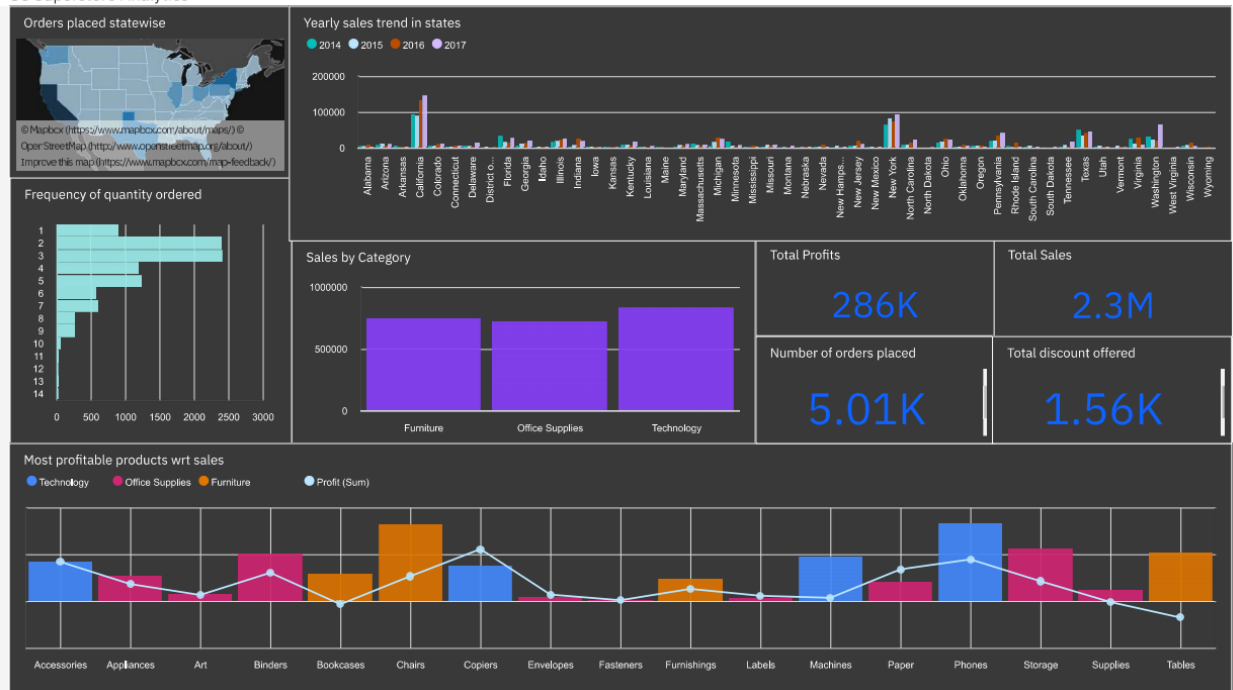 Orders placed statewise
© Mapbox (https://www.mapbox.com/about/maps/) ©
OpenStreetMap (http://www.openstreetmap.org/about/)
Improve this map (https://www.mapbox.com/map-feedback/)
Yearly sales trend in states
2014 2015 2016 2017
200000
100000
0
Alabama
Arizona
Arkansas
California
Colorado
Connecticut
Delaware
District o...
Florida
Georgia
Idaho
Illinois
Indiana
Iowa
Kansas
Kentucky
Louisiana
Maine
Maryland
Massachusetts
Michigan
Minnesota
Mississippi
Missouri
Montana
Nebraska
Nevada
New Hamps...
New Jersey
New Mexico
New York
North Carolina
North Dakota
Ohio
Oklahoma
Oregon
Pennsylvania
Rhode Island
South Carolina
South Dakota
Tennessee
Texas
Utah
Vermont
Virginia
Washington
West Virginia
Wisconsin
Wyoming
Frequency of quantity ordered
1
2
3
4
5
6
7
8
9
10
11
12
13
14
0 500 1000 1500 2000 2500 3000
Sales by Category
1000000
500000
0
Furniture Office Supplies Technology
Total Profits
286K
Total Sales
2.3M
Number of orders placed
5.01K
Total discount offered
1.56K
Most profitable products wrt sales
Technology Office Supplies Furniture Profit (Sum)
Accessories Appliances Art Binders Bookcases Chairs Copiers Envelopes Fasteners Furnishings Labels Machines Paper Phones Storage Supplies Tables